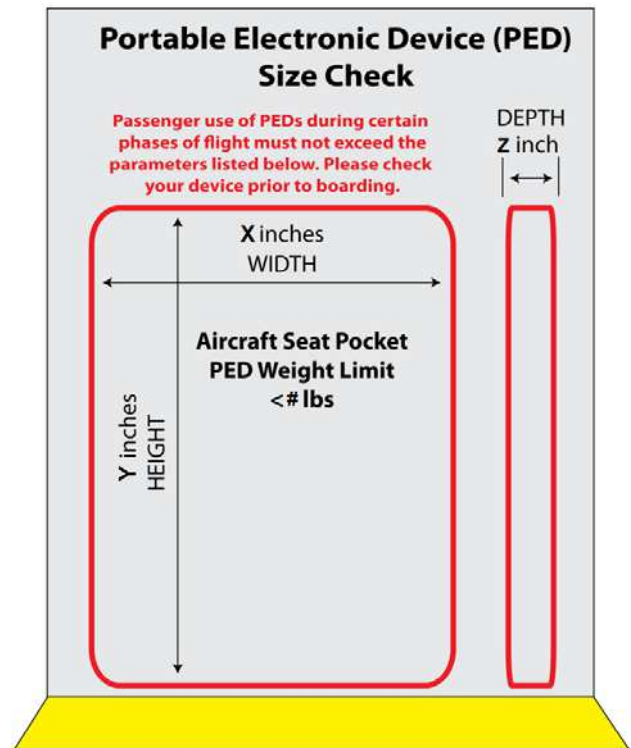 Portable Electronic Device (PED)
Size Check
Passenger use of PEDs during certain
phases of flight must not exceed the
parameters listed below. Please check
your device prior to boarding.
DEPTH
Z inch
X inches
WIDTH
Aircraft Seat Pocket
PED Weight Limit
<# lbs
Y inches
HEIGHT